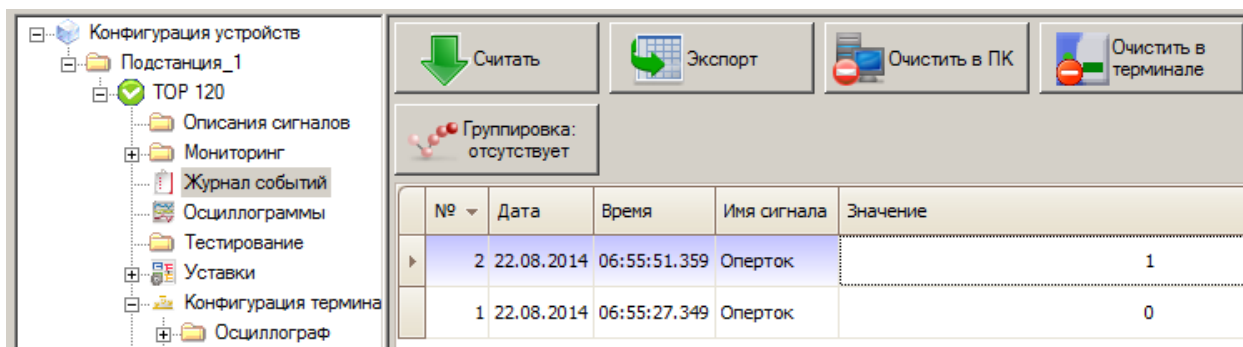 Конфигурация устройств
Подстанция_1
ТОР 120
Описания сигналов
Мониторинг
Журнал событий
Осциллограммы
Тестирование
Уставки
Конфигурация термина
Осциллограф
Считать
Экспорт
Очистить в ПК
Очистить в
терминале
Группировка:
отсутствует
№ Дата Время Имя сигнала Значение
2 22.08.2014 06:55:51.359 Оперток 1
1 22.08.2014 06:55:27.349 Оперток 0